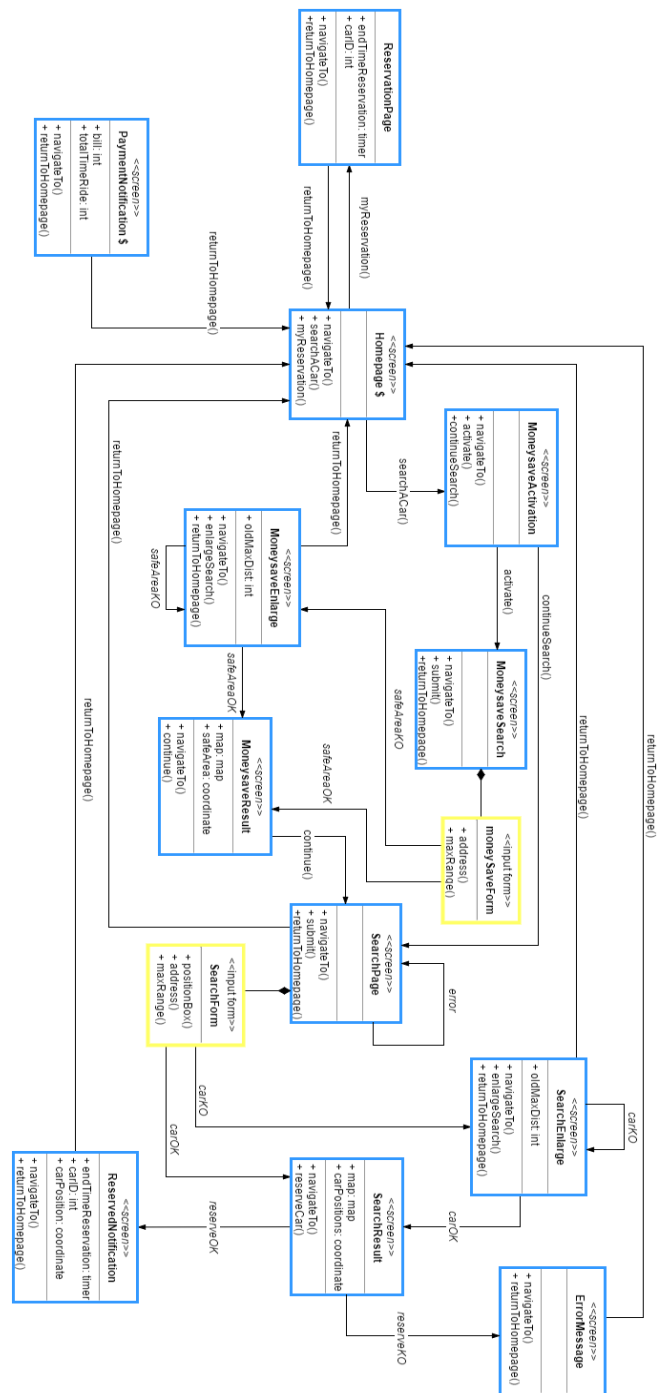 returnToHomepage()
returnToHomepage()
carKO
<<screen>>
ErrorMessage
+ navigateTo()
+ returnToHomepage()
<<screen>>
SearchEnlarge
+ oldMaxDist: int
+ navigateTo()
+ enlargeSearch()
+ returnToHomepage()
continueSearch()
<<screen>>
MoneysaveActivation
+ navigateTo()
+ activate()
+continueSearch()
activate()
<<screen>>
MoneysaveSearch
+ navigateTo()
+ submit()
+returnToHomepage()
<<input form>>
moneySaveForm
+ address()
+ maxRange()
error
carOK
reserveKO
searchACar()
safeAreaKO
myReservation()
<<screen>>
ReservationPage
+ endTimeReservation: timer
+ carID: int
+ navigateTo()
+returnToHomepage()
returnToHomepage()
<<screen>>
Homepage $
+ navigateTo()
+ searchACar()
+ myReservation()
returnToHomepage()
safeAreaOK
continue()
<<screen>>
SearchPage
+ navigateTo()
+ submit()
+returnToHomepage()
<<screen>>
SearchResult
+ map: map
+ carPositions: coordinate
+ navigateTo()
+ reserveCar()
<<screen>>
MoneysaveEnlarge
+ oldMaxDist: int
+ navigateTo()
+ enlargeSearch()
+ returnToHomepage()
safeAreaOK
<<screen>>
MoneysaveResult
+ map: map
+ safeArea: coordinate
+ navigateTo()
+ continue()
<<input form>>
SearchForm
+ positionBox()
+ address()
+ maxRange()
carKO
carOK
reserveOK
returnToHomepage()
safeAreaKO
returnToHomepage()
<<screen>>
PaymentNotification $
+ bill: int
+ totalTimeRide: int
+ navigateTo()
+ returnToHomepage()
returnToHomepage()
<<screen>>
ReservedNotification
+ endTimeReservation: timer
+ carID: int
+ carPosition: coordinate
+ navigateTo()
+ returnToHomepage()